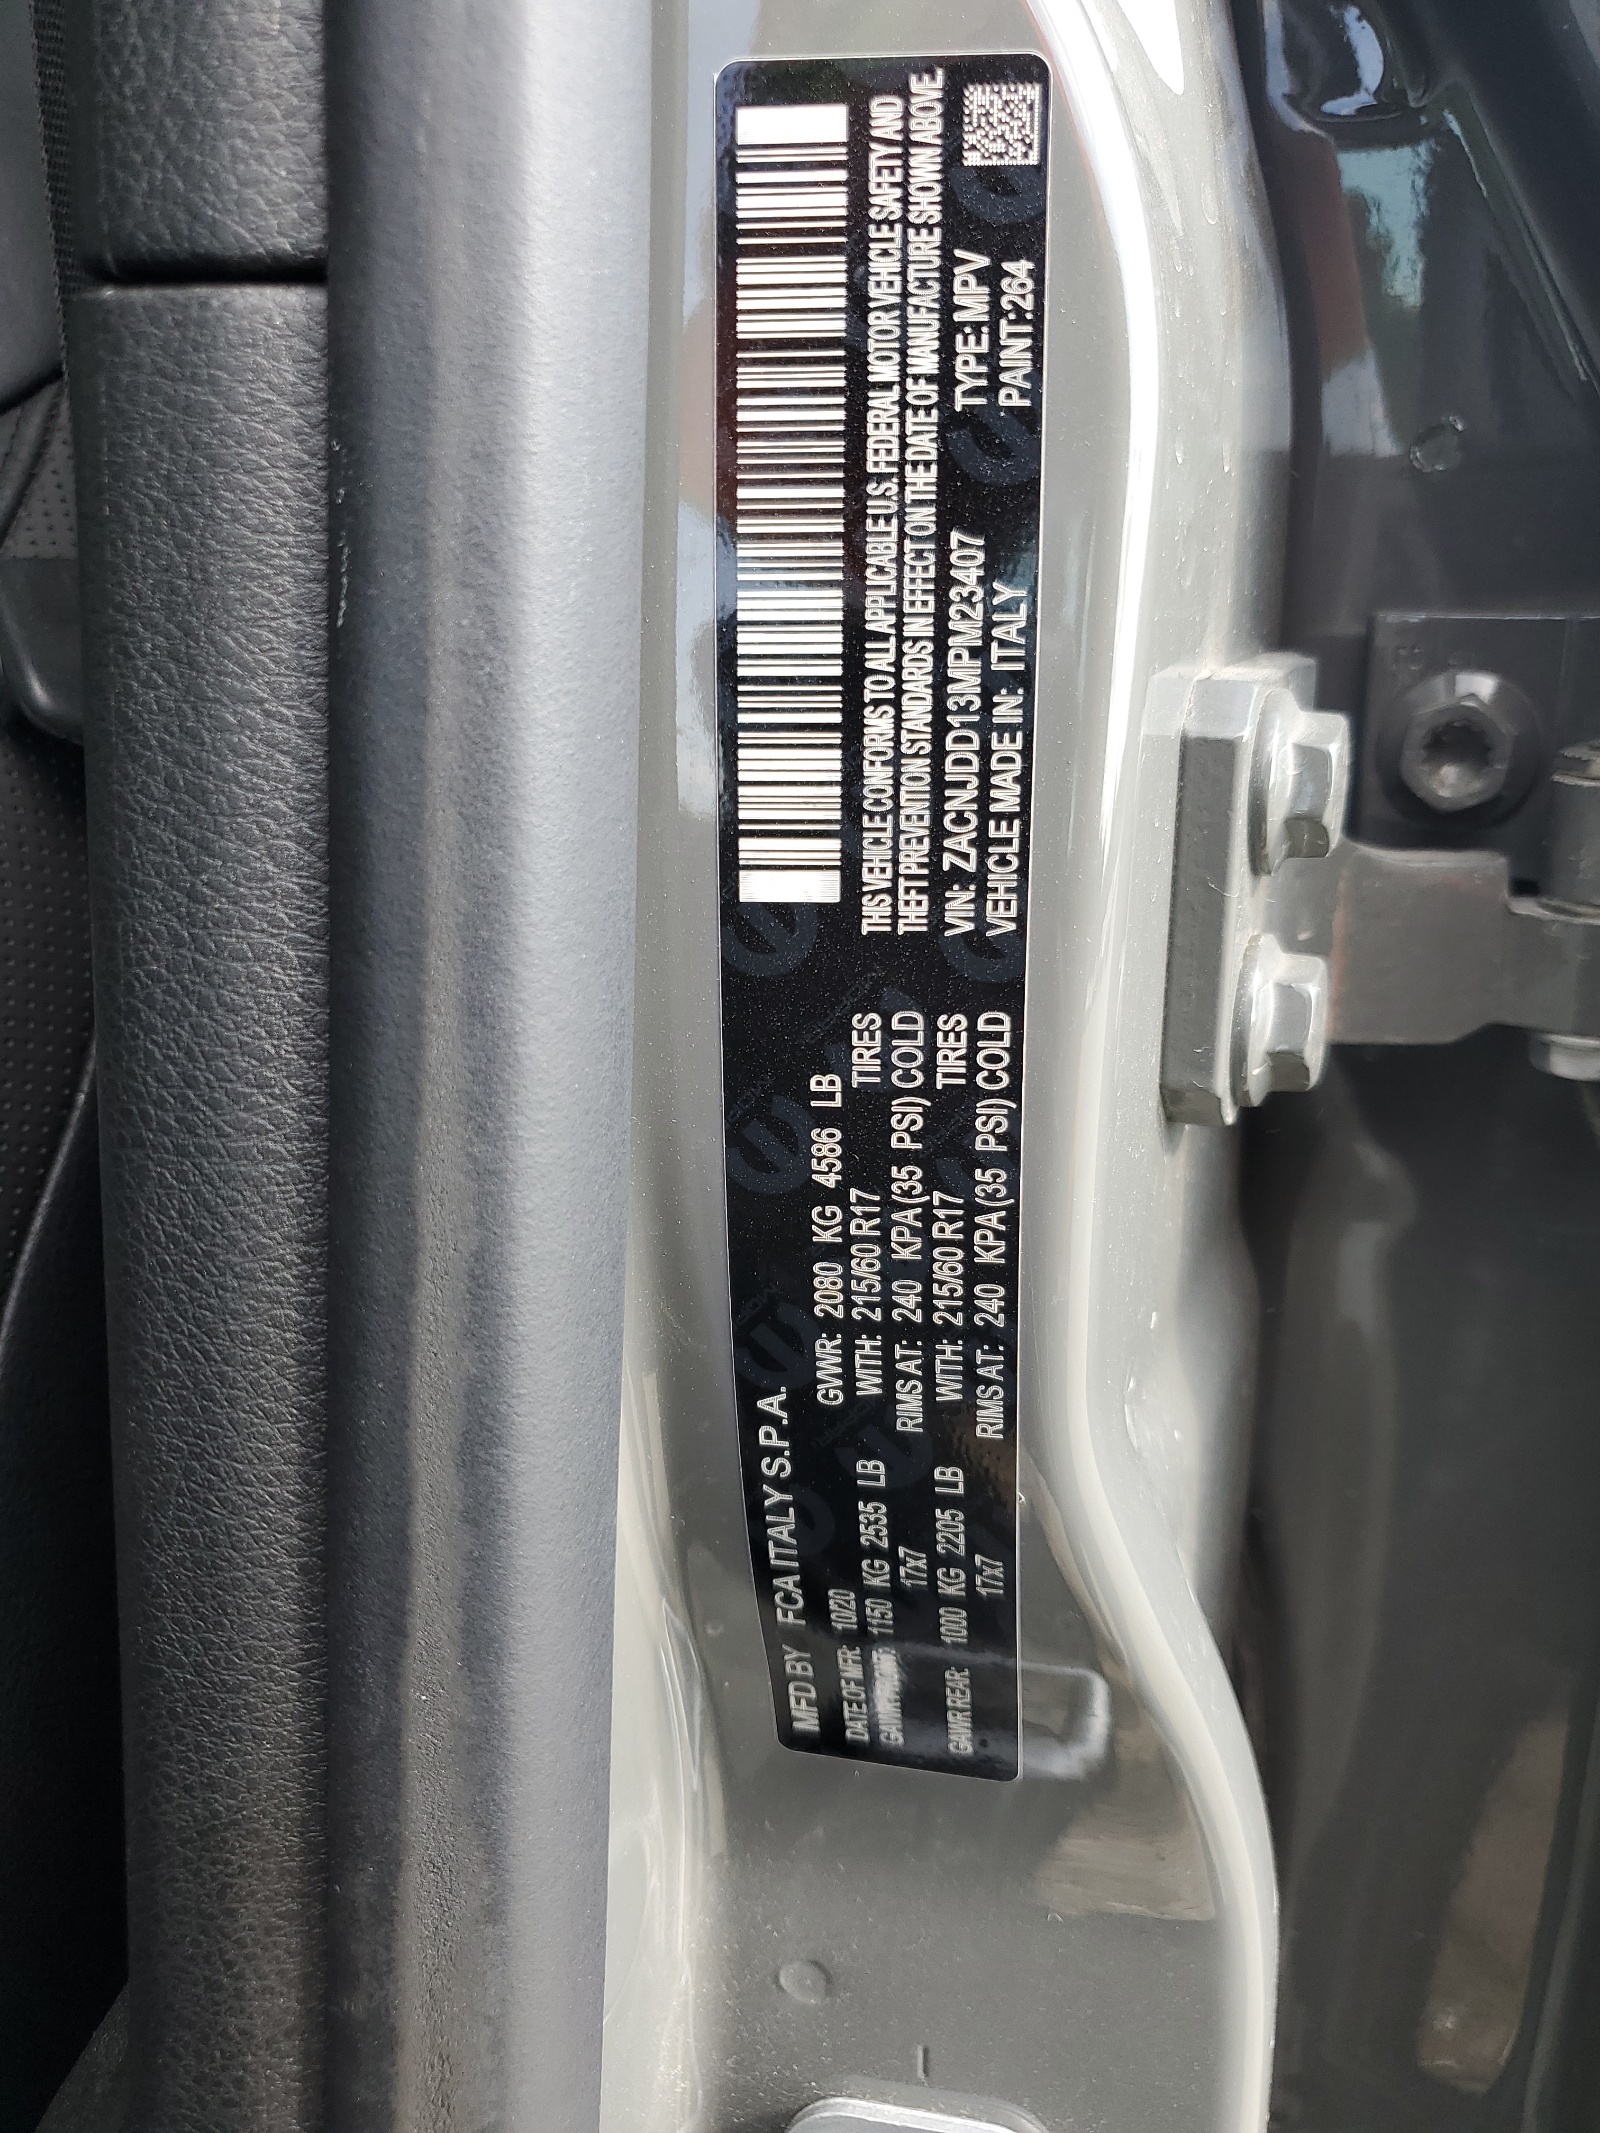 MFD BY FCA ITALY S.P.A.
DATE OF MFR: 10/20 GWWR: 2080 KG 4586 LB
1150 KG 2535 LB WITH: 215/60 R17 TIRES
17x7 RIMS AT: 240 KPA(35 PSI) COLD
GAWR REAR: 1000 KG 2205 LB WITH: 215/60 R17 TIRES
17x7 RIMS AT: 240 KPA(35 PSI) COLD
THIS VEHICLE CONFORMS TO ALL APPLICABLE U.S. FEDERAL MOTOR VEHICLE SAFETY AND
THEFT PREVENTION STANDARDS IN EFFECT ON THE DATE OF MANUFACTURE SHOWN ABOVE.
VIN: ZACNJDD13MPM23407 TYPE: MPV
VEHICLE MADE IN: ITALY PAINT:264